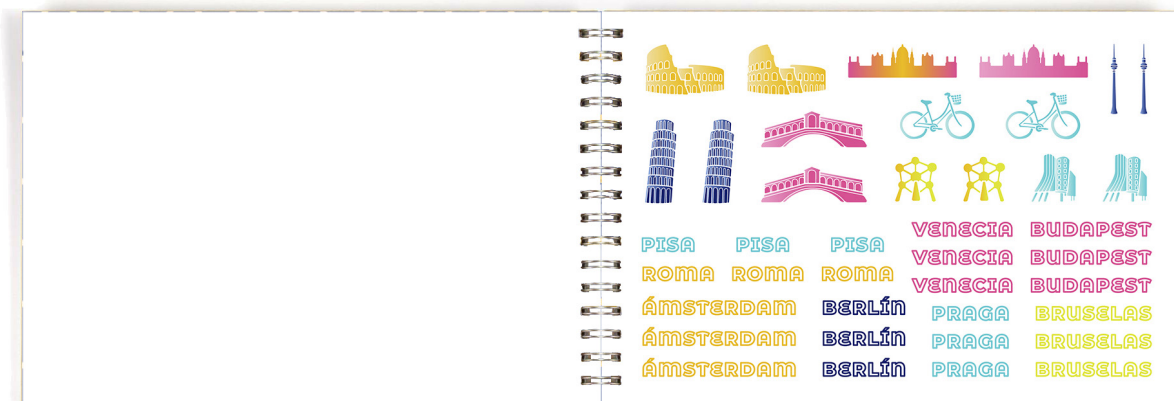 VENECIA BUDAPEST
PISA PISA PISA
VENECIA BUDAPEST
ROMA ROMA ROMA
VENECIA BUDAPEST
ÁMSTERDAM BERLÍN PRAGA BRUSELAS
ÁMSTERDAM BERLÍN PRAGA BRUSELAS
ÁMSTERDAM BERLÍN PRAGA BRUSELAS